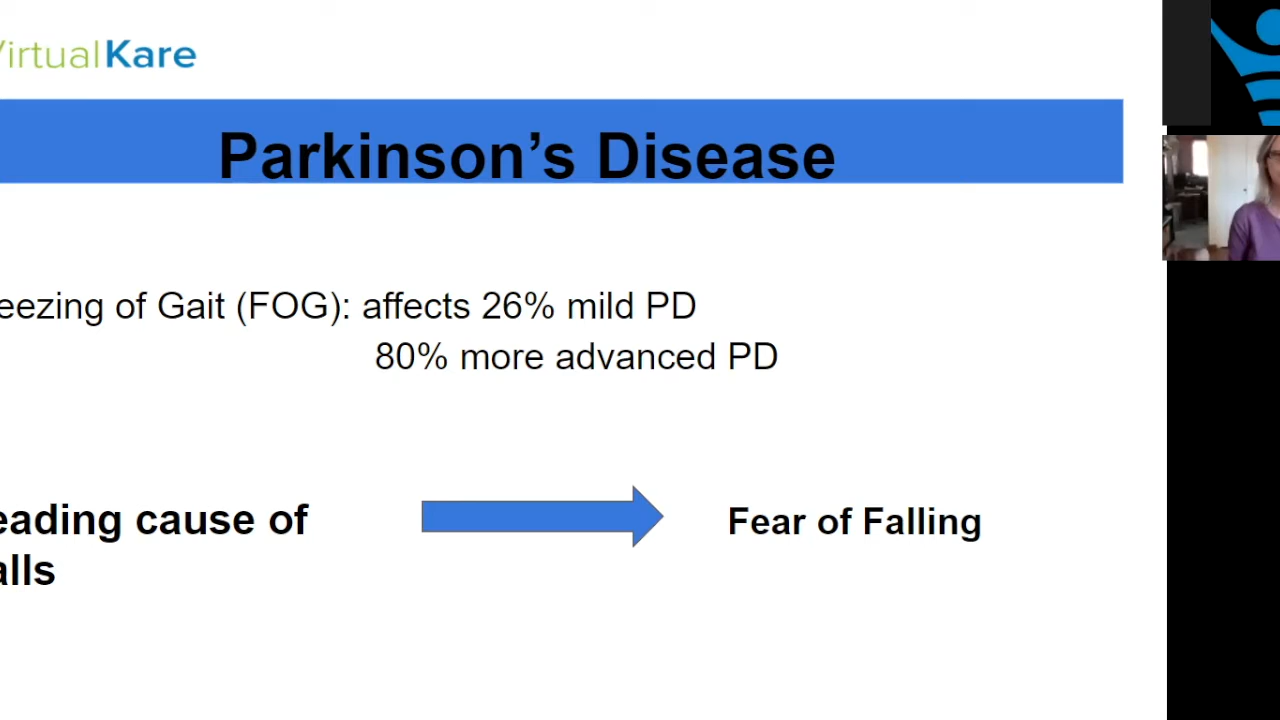 VirtualKare
Parkinson's Disease
eezing of Gait (FOG): affects 26% mild PD
80% more advanced PD
eading cause of
alls
Fear of Falling